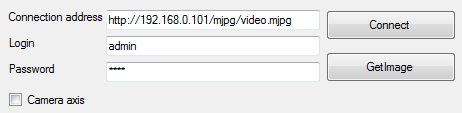 Connection address http://192.168.0.101/mjpg/video.mjpg Connect
Login admin
Password **** GetImage
Camera axis